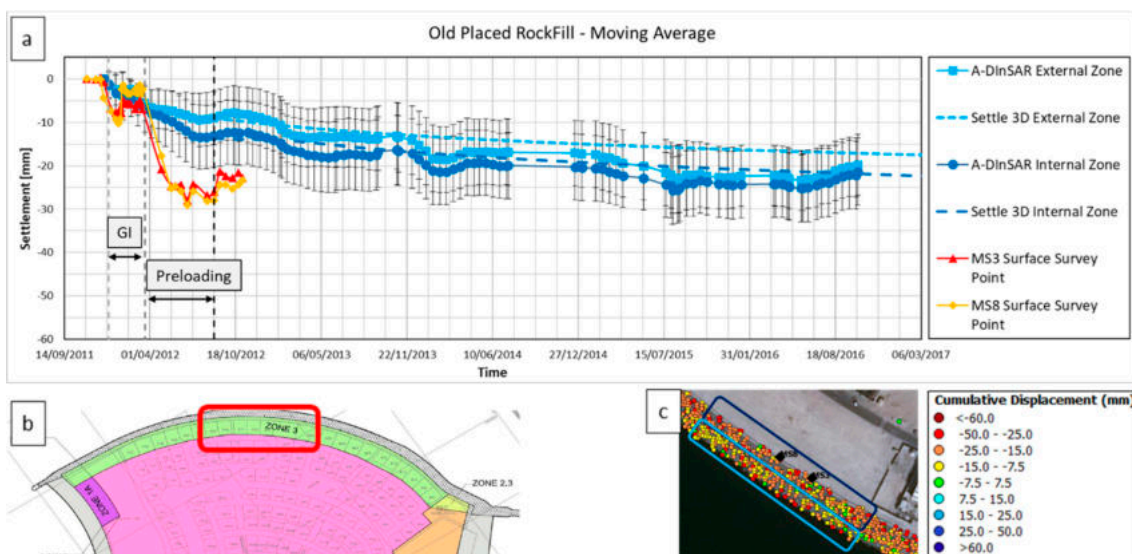 a
Old Placed RockFill - Moving Average
0
-10
-20
-30
-40
-50
-60
Settlement [mm]
GI
Preloading
14/09/2011
01/04/2012
18/10/2012
06/05/2013
22/11/2013
10/06/2014
27/12/2014
15/07/2015
31/01/2016
18/08/2016
06/03/2017
Time
A-DInSAR External Zone
Settle 3D External Zone
A-DInSAR Internal Zone
Settle 3D Internal Zone
MS3 Surface Survey
Point
MS8 Surface Survey
Point
b
ZONE 3
ZONE 1A
ZONE 2,3
c
MS8
MS3
Cumulative Displacement (mm)
<-60.0
-50.0 - -25.0
-25.0 - -15.0
-15.0 - -7.5
-7.5 - 7.5
7.5 - 15.0
15.0 - 25.0
25.0 - 50.0
>60.0